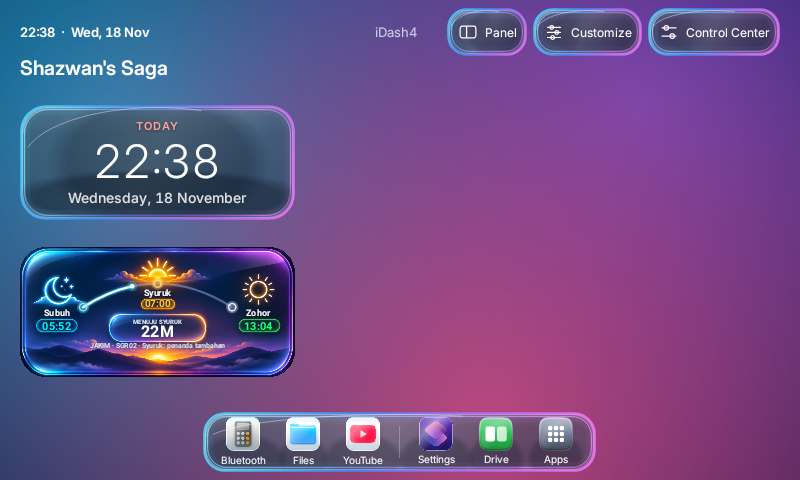 22:38 · Wed, 18 Nov
iDash4
Panel
Customize
Control Center
Shazwan's Saga
TODAY
22:38
Wednesday, 18 November
Subuh
05:52
Syuruk
07:00
Zohor
13:04
MENUJU SYURUK
22M
JAKIM · SGR02 · Syuruk: penanda tambahan
Bluetooth
Files
YouTube
Settings
Drive
Apps